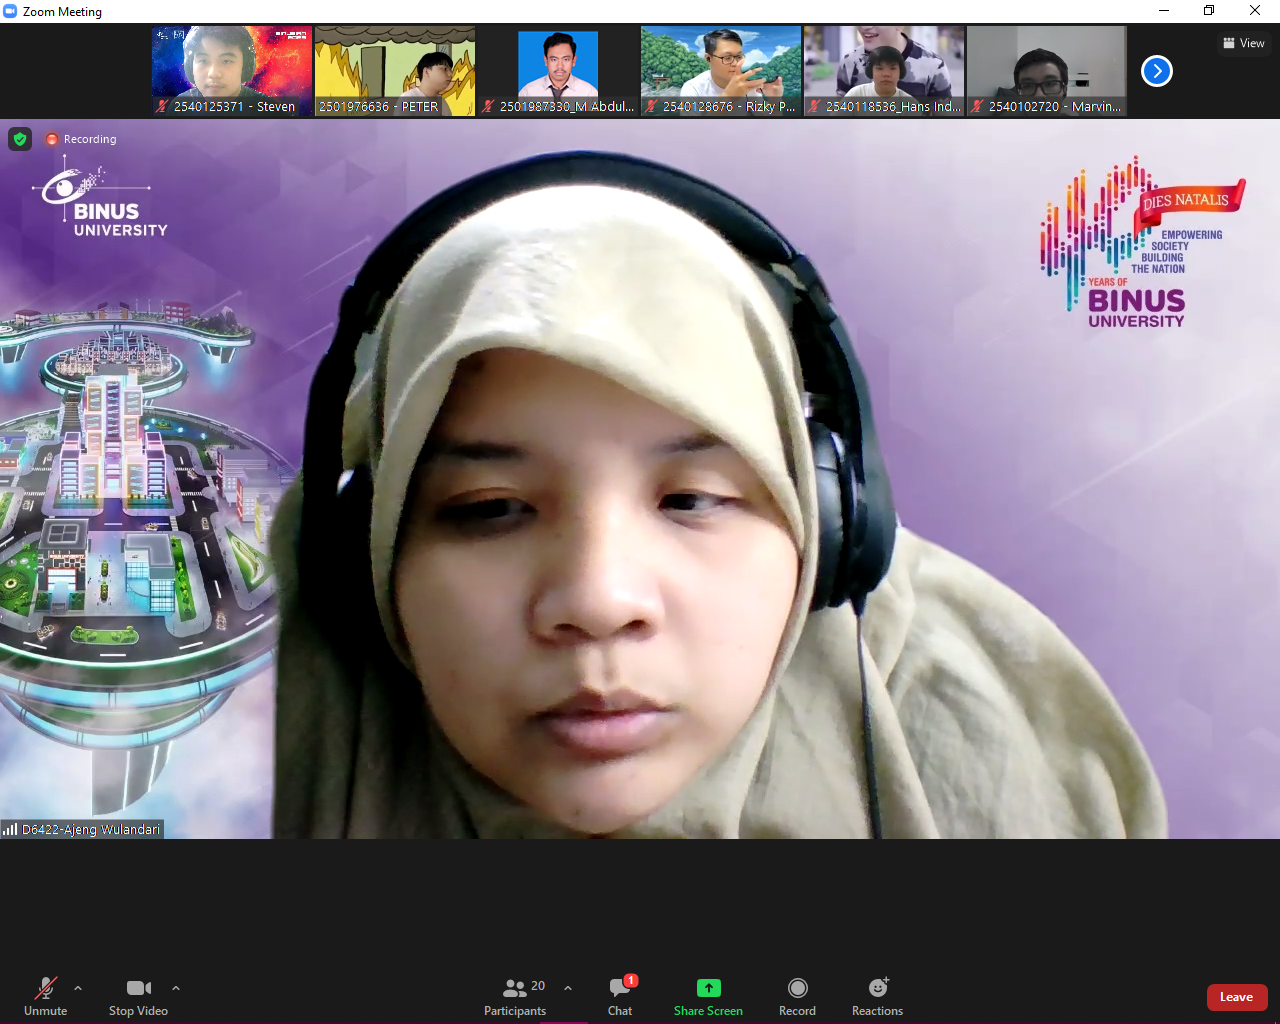 Zoom Meeting
2540125371 - Steven
2501976636 - PETER
2501987330_M Abdul...
2540128676 - Rizky P...
2540118536_Hans Ind...
2540102720 - Marvin...
View
Recording
BINUS
UNIVERSITY
DIES NATALIS
EMPOWERING
SOCIETY
BUILDING
THE NATION
YEARS OF
BINUS
UNIVERSITY
D6422-Ajeng Wulandari
Unmute
Stop Video
20
Participants
1
Chat
Share Screen
Record
Reactions
Leave